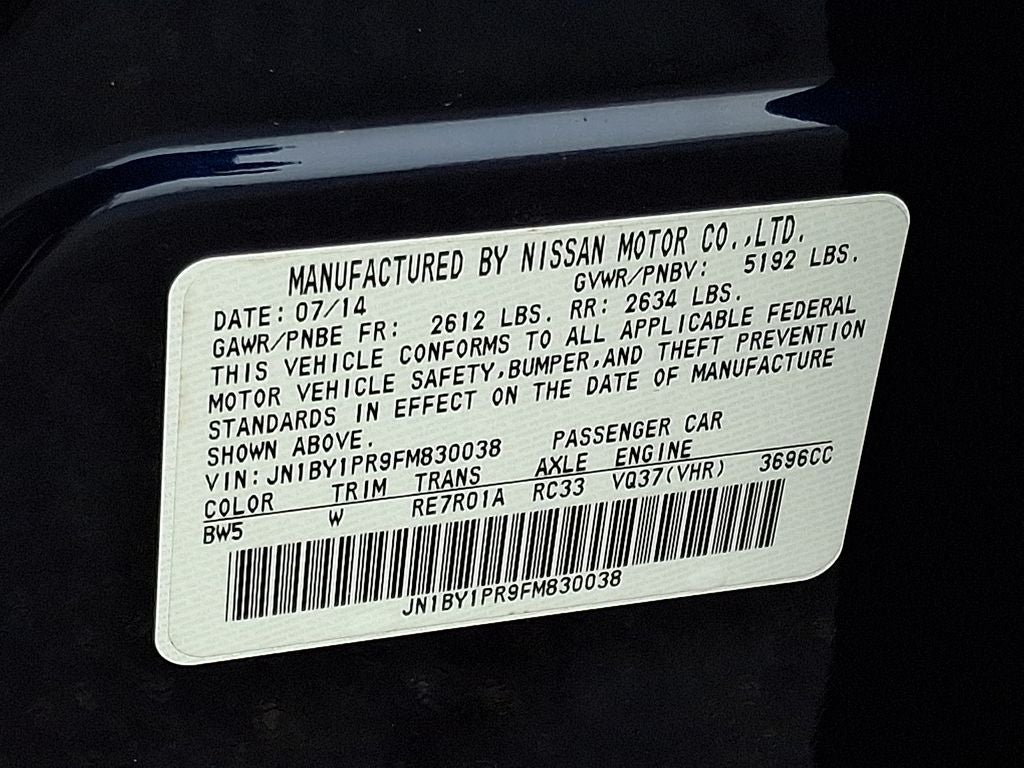 MANUFACTURED BY NISSAN MOTOR CO.,LTD.
DATE: 07/14 GVWR/PNBV: 5192 LBS.
GAWR/PNBE FR: 2612 LBS. RR: 2634 LBS.
THIS VEHICLE CONFORMS TO ALL APPLICABLE FEDERAL
MOTOR VEHICLE SAFETY,BUMPER,AND THEFT PREVENTION
STANDARDS IN EFFECT ON THE DATE OF MANUFACTURE
SHOWN ABOVE.
VIN:JN1BY1PR9FM830038 PASSENGER CAR
COLOR TRIM TRANS AXLE ENGINE
BW5 W RE7R01A RC33 VQ37(VHR) 3696CC
JN1BY1PR9FM830038